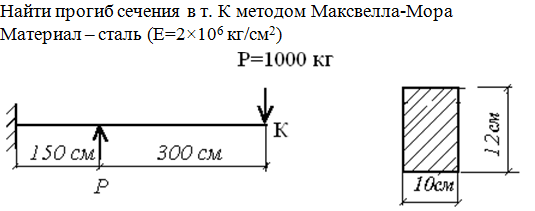 Найти прогиб сечения в т. К методом Максвелла-Мора
Материал – сталь (E=2×10⁶ кг/см²)
P=1000 кг
К
150 см
300 см
P
12см
10см